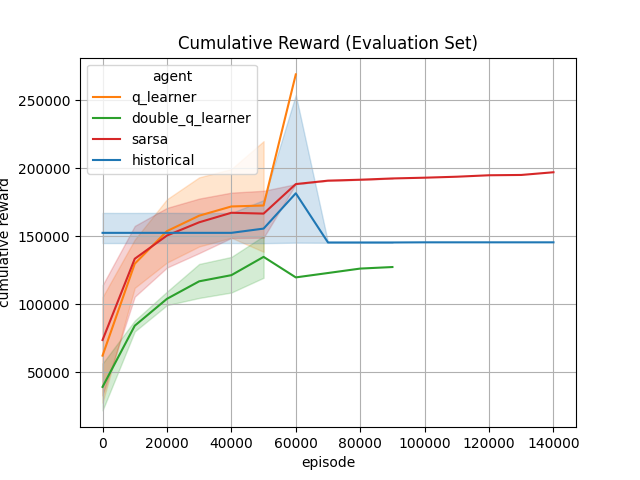 Cumulative Reward (Evaluation Set)
agent
q_learner
double_q_learner
sarsa
historical
cumulative reward
250000
200000
150000
100000
50000
0 20000 40000 60000 80000 100000 120000 140000
episode